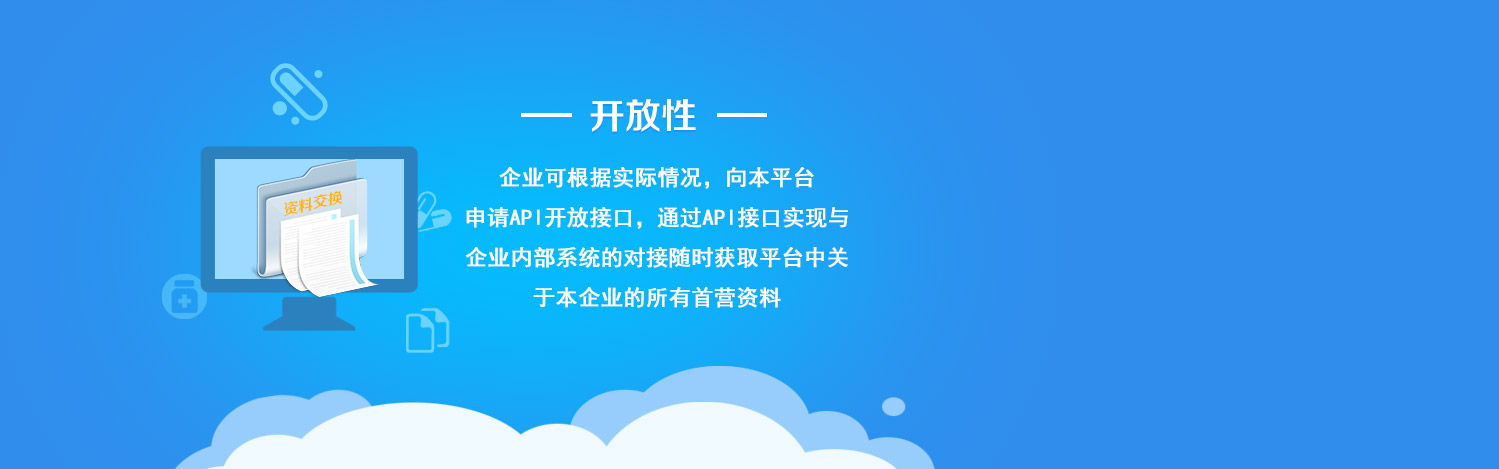 开放性
资料交换
企业可根据实际情况，向本平台
申请API开放接口，通过API接口实现与
企业内部系统的对接随时获取平台中关
于本企业的所有首营资料